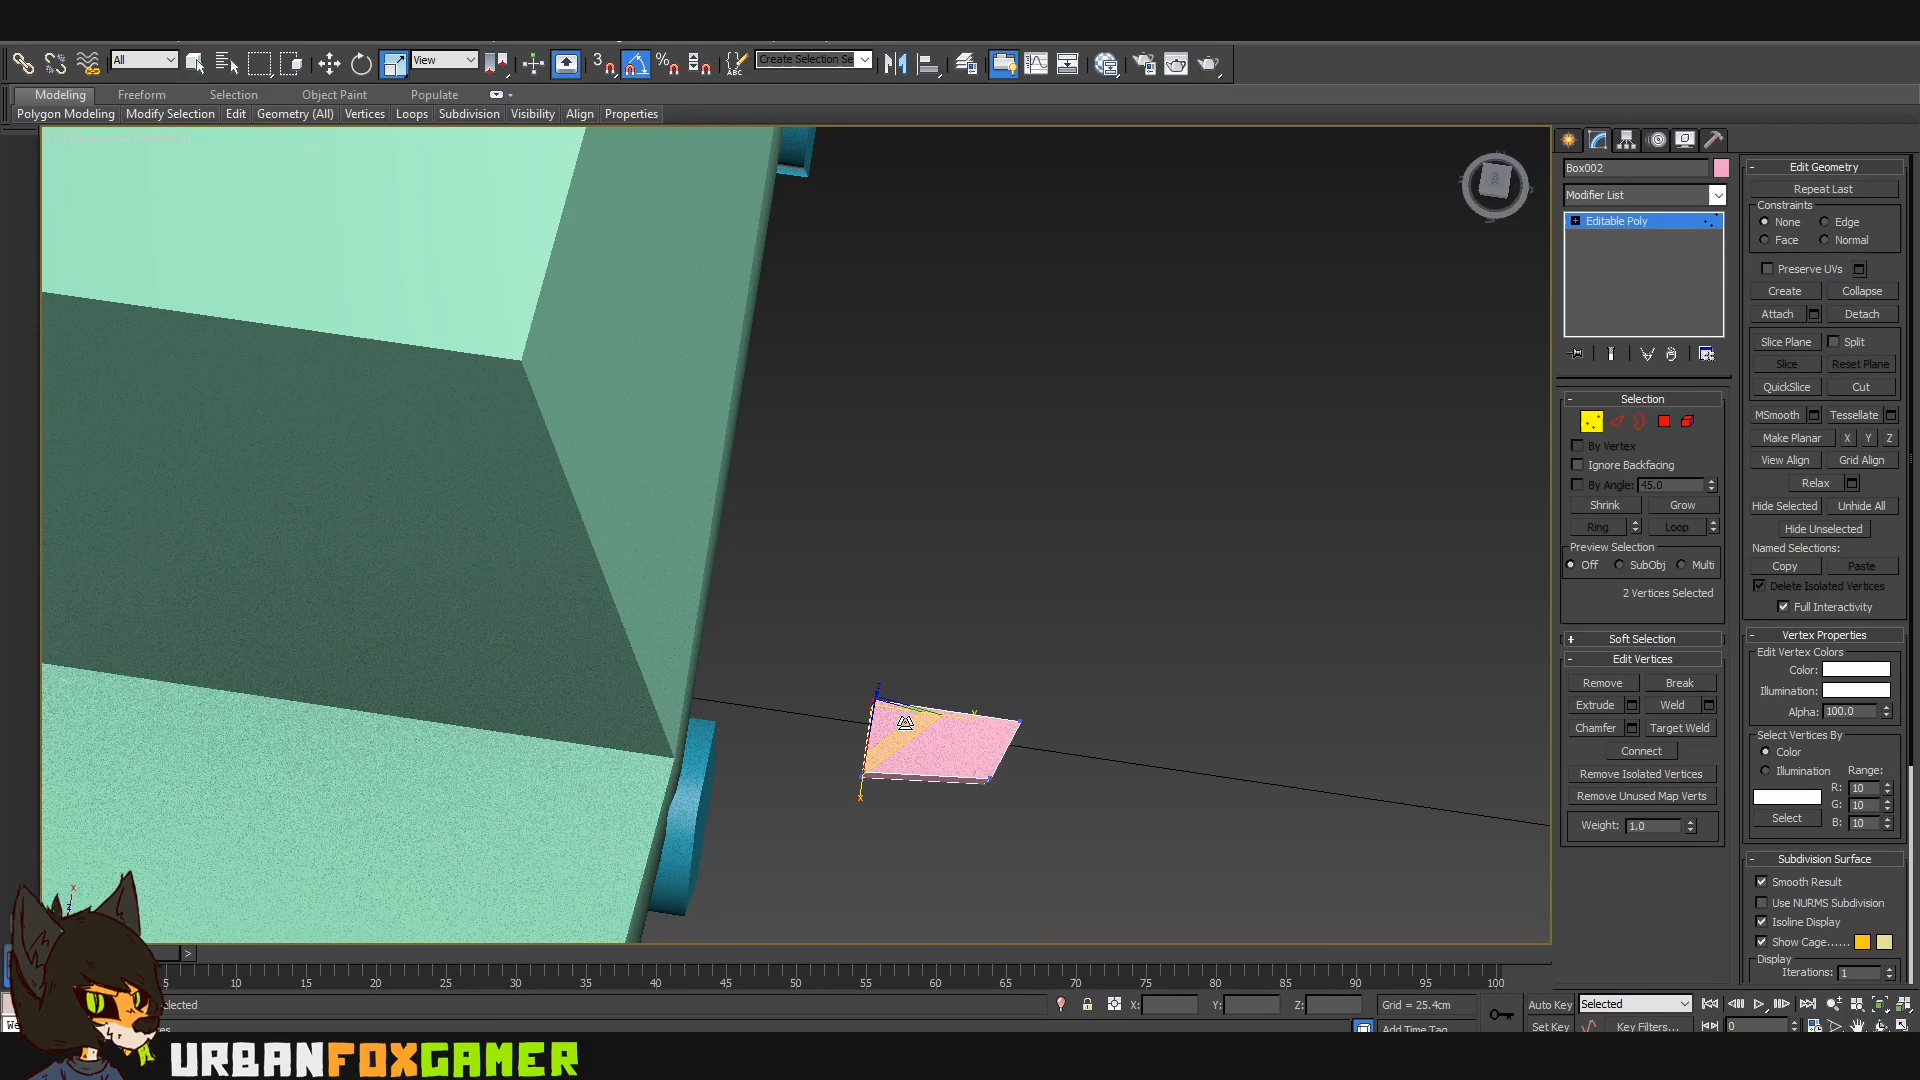 All
View
3
ABC
Create Selection Se
Modeling
Freeform
Selection
Object Paint
Populate
Polygon Modeling
Modify Selection
Edit
Geometry (All)
Vertices
Loops
Subdivision
Visibility
Align
Properties
TOP
z
y
x
x
z
Box002
Modifier List
Editable Poly
Selection
By Vertex
Ignore Backfacing
By Angle: 45.0
Shrink
Grow
Ring
Loop
Preview Selection
Off
SubObj
Multi
2 Vertices Selected
Soft Selection
Edit Vertices
Remove
Break
Extrude
Weld
Chamfer
Target Weld
Connect
Remove Isolated Vertices
Remove Unused Map Verts
Weight: 1.0
Edit Geometry
Repeat Last
Constraints
None
Edge
Face
Normal
Preserve UVs
Create
Collapse
Attach
Detach
Slice Plane
Split
Slice
Reset Plane
QuickSlice
Cut
MSmooth
Tessellate
Make Planar
X
Y
Z
View Align
Grid Align
Relax
Hide Selected
Unhide All
Hide Unselected
Named Selections:
Copy
Paste
Delete Isolated Vertices
Full Interactivity
Vertex Properties
Edit Vertex Colors
Color:
Illumination:
Alpha: 100.0
Select Vertices By
Color
Illumination
Range:
R: 10
G: 10
B: 10
Select
Subdivision Surface
Smooth Result
Use NURMS Subdivision
Isoline Display
Show Cage......
Display
Iterations: 1
>
5 10 15 20 25 30 35 40 45 50 55 60 65 70 75 80 85 90 95 100
elected
X:
Y:
Z:
Grid = 25.4cm
Auto Key
Selected
We
Add Time Tag
Set Key
Key Filters...
0
URBANFOXGAMER